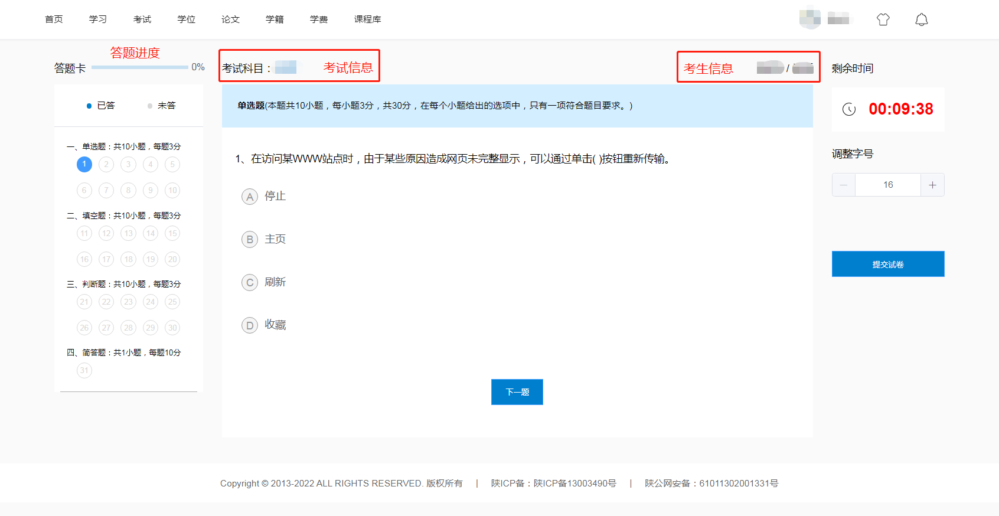 首页 学习 考试 学位 论文 学籍 学费 课程库
答题进度
答题卡 0%
考试科目： 考试信息
考生信息 /
剩余时间
已答 未答
单选题(本题共10小题，每小题3分，共30分，在每个小题给出的选项中，只有一项符合题目要求。)
00:09:38
一、单选题：共10小题，每题3分
1 2 3 4 5
6 7 8 9 10
二、填空题：共10小题，每题3分
11 12 13 14 15
16 17 18 19 20
三、判断题：共10小题，每题3分
21 22 23 24 25
26 27 28 29 30
四、简答题：共1小题，每题10分
31
1、在访问某WWW站点时，由于某些原因造成网页未完整显示，可以通过单击( )按钮重新传输。
A 停止
B 主页
C 刷新
D 收藏
下一题
调整字号
— 16 +
提交试卷
Copyright © 2013-2022 ALL RIGHTS RESERVED. 版权所有 | 陕ICP备：陕ICP备13003490号 | 陕公网安备：61011302001331号